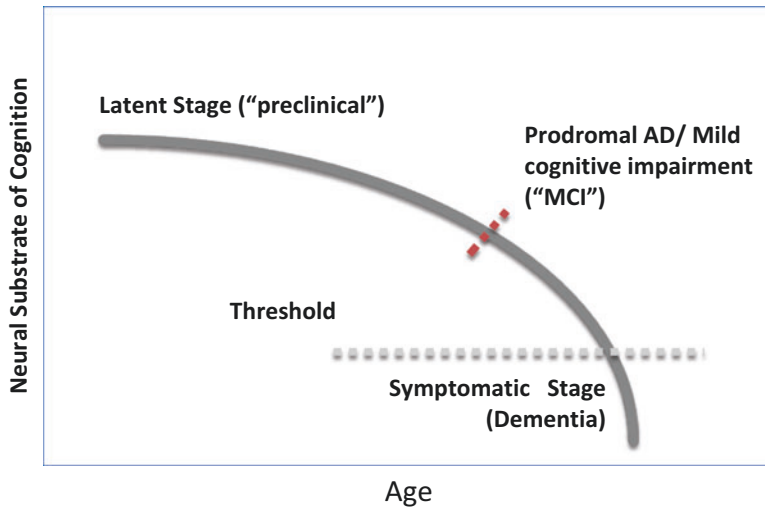 Neural Substrate of Cognition
Latent Stage (“preclinical”)
Prodromal AD/ Mild
cognitive impairment
(“MCI”)
Threshold
Symptomatic Stage
(Dementia)
Age